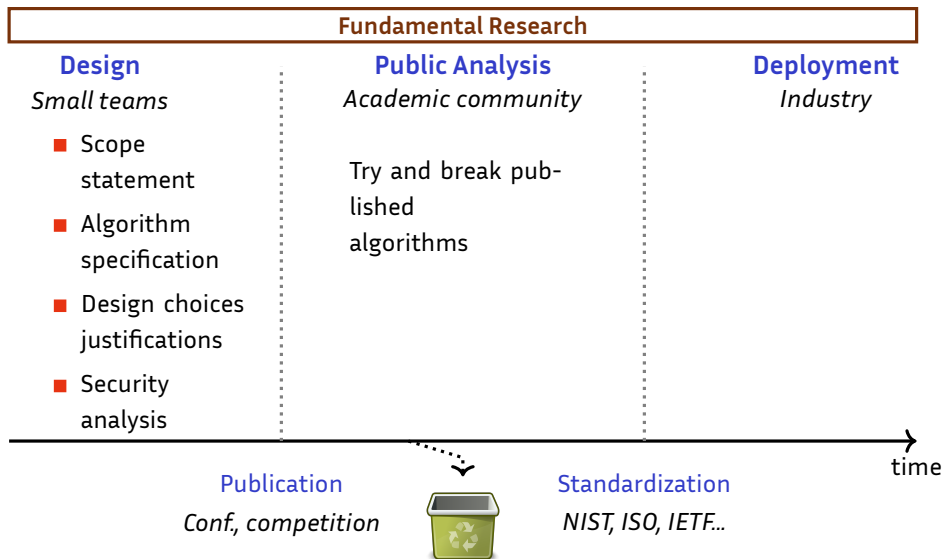 Fundamental Research
Design
Small teams
Scope
statement
Algorithm
specification
Design choices
justifications
Security
analysis
Public Analysis
Academic community
Try and break pub-
lished
algorithms
Deployment
Industry
time
Publication
Conf., competition
Standardization
NIST, ISO, IETF...